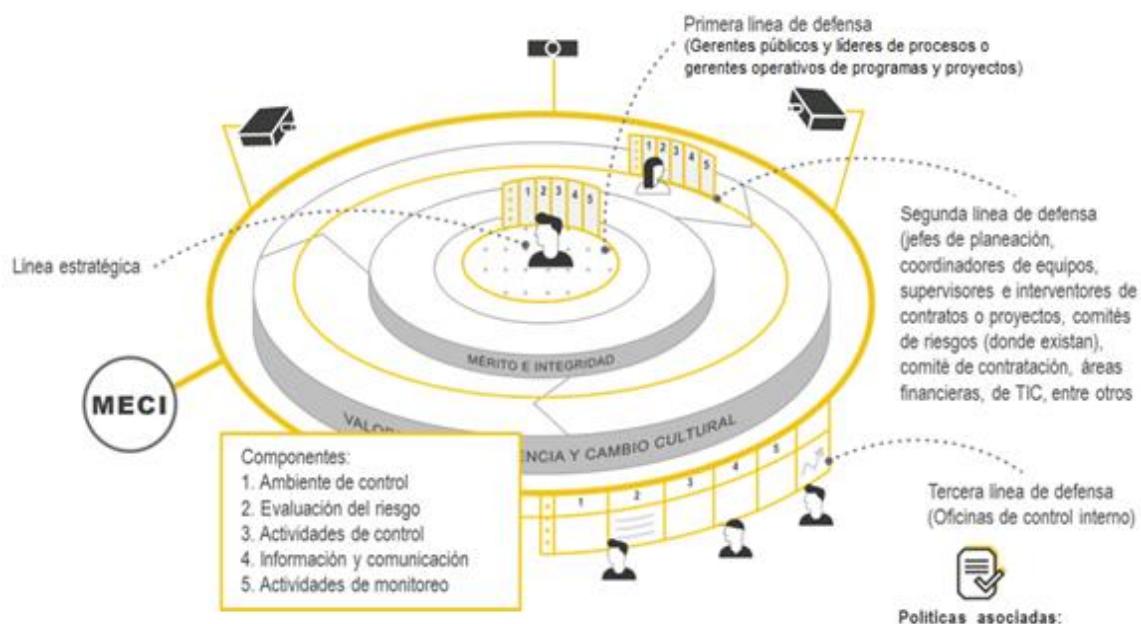 Primera línea de defensa
(Gerentes públicos y líderes de procesos o
gerentes operativos de programas y proyectos)
1 2 3 4 5
1 2 3 4 5
Línea estratégica
Segunda línea de defensa
(jefes de planeación,
coordinadores de equipos,
supervisores e interventores de
contratos o proyectos, comités
de riesgos (donde existan),
comité de contratación, áreas
financieras, de TIC, entre otros
MÉRITO E INTEGRIDAD
MECI
VALOR
ENCIA Y CAMBIO CULTURAL
Componentes:
1. Ambiente de control
2. Evaluación del riesgo
3. Actividades de control
4. Información y comunicación
5. Actividades de monitoreo
1 2 3 4 5
Tercera línea de defensa
(Oficinas de control interno)
Políticas asociadas: